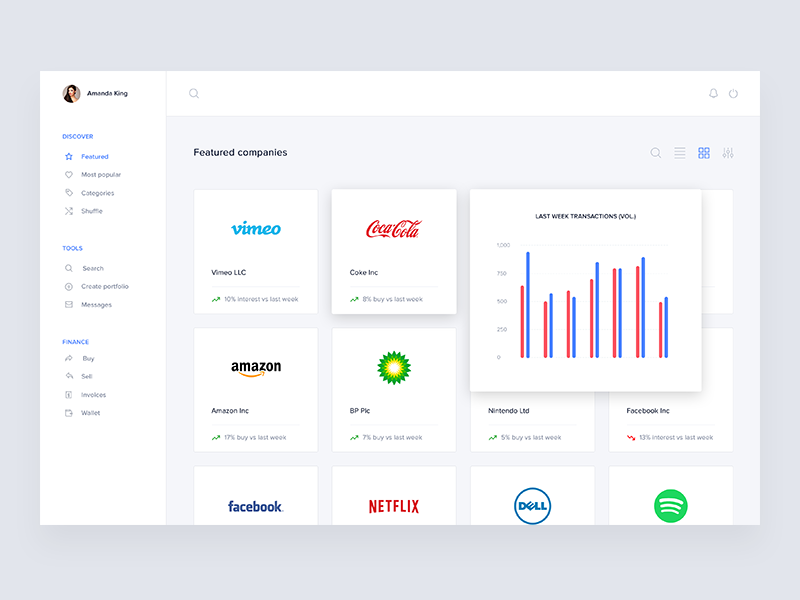 Amanda King
DISCOVER
Featured
Most popular
Categories
Shuffle
TOOLS
Search
Create portfolio
Messages
FINANCE
Buy
Sell
Invoices
Wallet
Featured companies
vimeo
Vimeo LLC
10% interest vs last week
Coca-Cola
Coke Inc
8% buy vs last week
LAST WEEK TRANSACTIONS (VOL.)
1,000
750
500
250
0
amazon
Amazon Inc
17% buy vs last week
BP Plc
7% buy vs last week
Nintendo Ltd
5% buy vs last week
Facebook Inc
13% interest vs last week
facebook.
NETFLIX
DELL